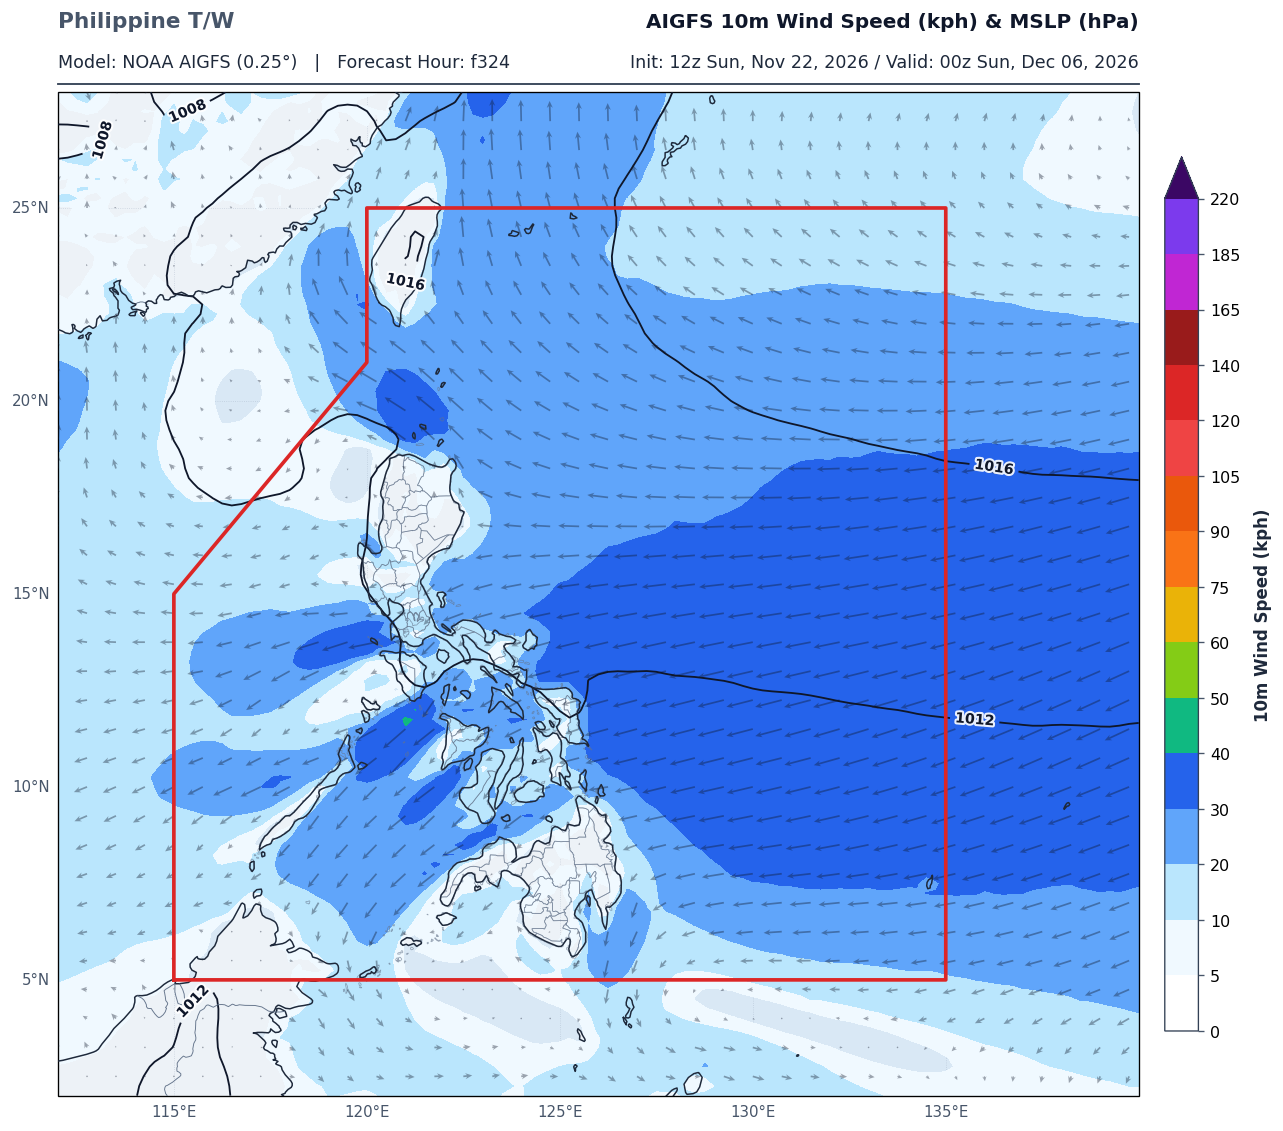 Philippine T/W
AIGFS 10m Wind Speed (kph) & MSLP (hPa)
Model: NOAA AIGFS (0.25°) | Forecast Hour: f324
Init: 12z Sun, Nov 22, 2026 / Valid: 00z Sun, Dec 06, 2026
1008
1008
1016
1016
1012
1012
25°N
20°N
15°N
10°N
5°N
115°E
120°E
125°E
130°E
135°E
220
185
165
140
120
105
90
75
60
50
40
30
20
10
5
0
10m Wind Speed (kph)